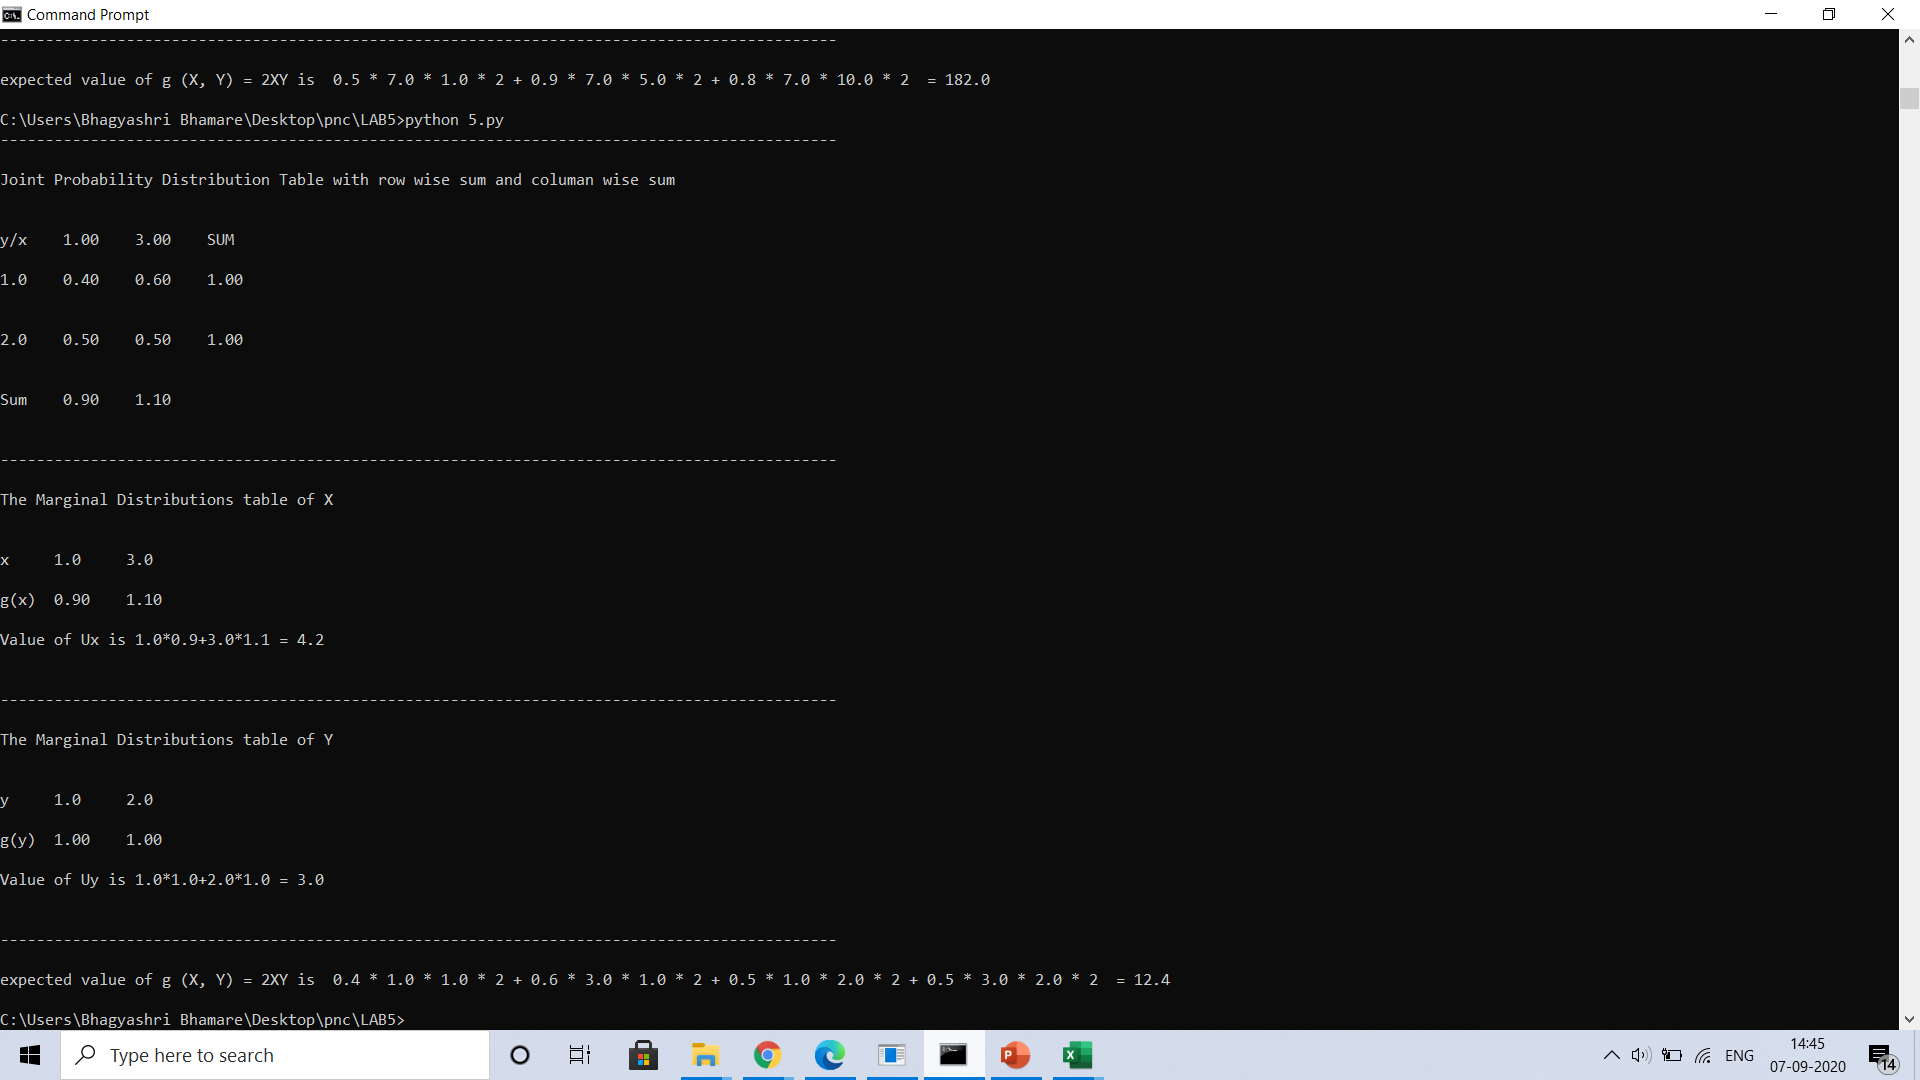 Command Prompt
--------------------------------------------------------------------------------------------- 
expected value of g (X, Y) = 2XY is  0.5 * 7.0 * 1.0 * 2 + 0.9 * 7.0 * 5.0 * 2 + 0.8 * 7.0 * 10.0 * 2  = 182.0
C:\Users\Bhagyashri Bhamare\Desktop\pnc\LAB5>python 5.py
---------------------------------------------------------------------------------------------
Joint Probability Distribution Table with row wise sum and columan wise sum
y/x    1.00    3.00    SUM
1.0    0.40    0.60    1.00
2.0    0.50    0.50    1.00
Sum    0.90    1.10
---------------------------------------------------------------------------------------------
The Marginal Distributions table of X
x     1.0     3.0
g(x)  0.90    1.10
Value of Ux is 1.0*0.9+3.0*1.1 = 4.2
---------------------------------------------------------------------------------------------
The Marginal Distributions table of Y
y     1.0     2.0
g(y)  1.00    1.00
Value of Uy is 1.0*1.0+2.0*1.0 = 3.0
---------------------------------------------------------------------------------------------
expected value of g (X, Y) = 2XY is  0.4 * 1.0 * 1.0 * 2 + 0.6 * 3.0 * 1.0 * 2 + 0.5 * 1.0 * 2.0 * 2 + 0.5 * 3.0 * 2.0 * 2  = 12.4
C:\Users\Bhagyashri Bhamare\Desktop\pnc\LAB5>
Type here to search
ENG
14:45
07-09-2020
14